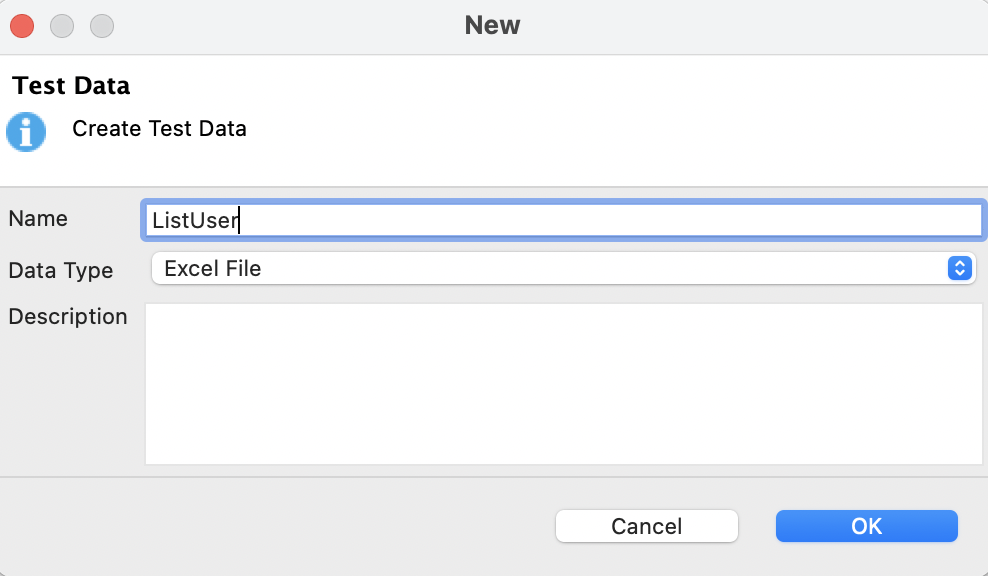 New
Test Data
Create Test Data
Name
ListUser
Data Type
Excel File
Description
Cancel
OK